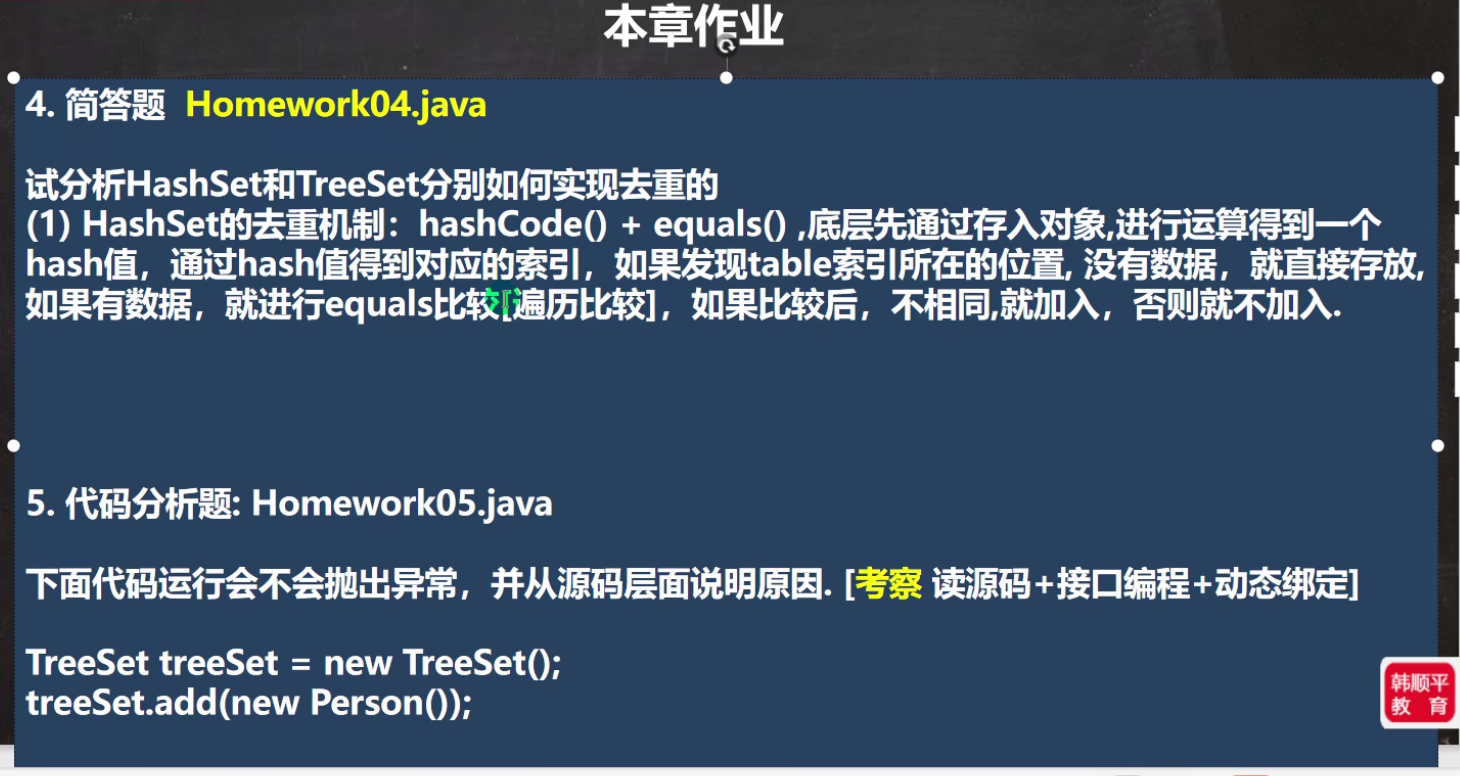 本章作业
4. 简答题 Homework04.java
试分析HashSet和TreeSet分别如何实现去重的
(1) HashSet的去重机制：hashCode() + equals() ,底层先通过存入对象,进行运算得到一个
hash值，通过hash值得到对应的索引，如果发现table索引所在的位置, 没有数据，就直接存放,
如果有数据，就进行equals比较[遍历比较]，如果比较后，不相同,就加入，否则就不加入.
5. 代码分析题: Homework05.java
下面代码运行会不会抛出异常，并从源码层面说明原因. [考察 读源码+接口编程+动态绑定]
TreeSet treeSet = new TreeSet();
treeSet.add(new Person());
韩顺平
教 育